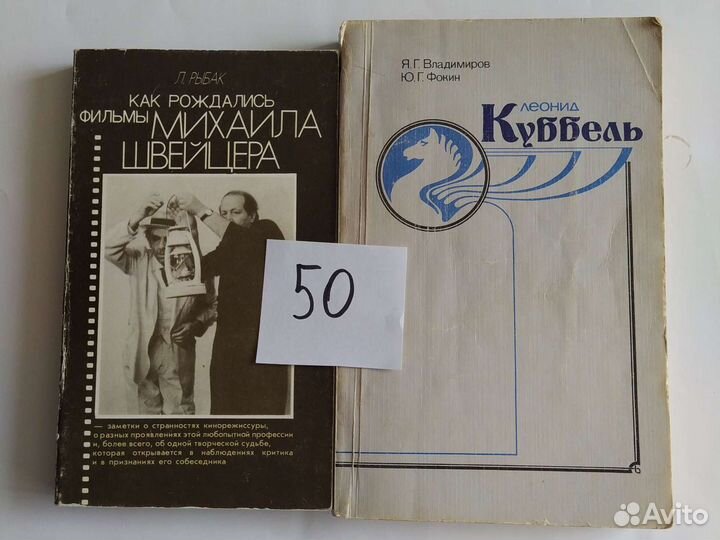 Л. РЫБАК
КАК РОЖДАЛИСЬ
ФИЛЬМЫ МИХАИЛА
ШВЕЙЦЕРА
— заметки о странностях кинорежиссуры,
о разных проявлениях этой любопытной профессии
и, более всего, об одной творческой судьбе,
которая открывается в наблюдениях критика
и в признаниях его собеседника
50
Я. Г. Владимиров
Ю. Г. Фокин
леонид
Куббель
Avito